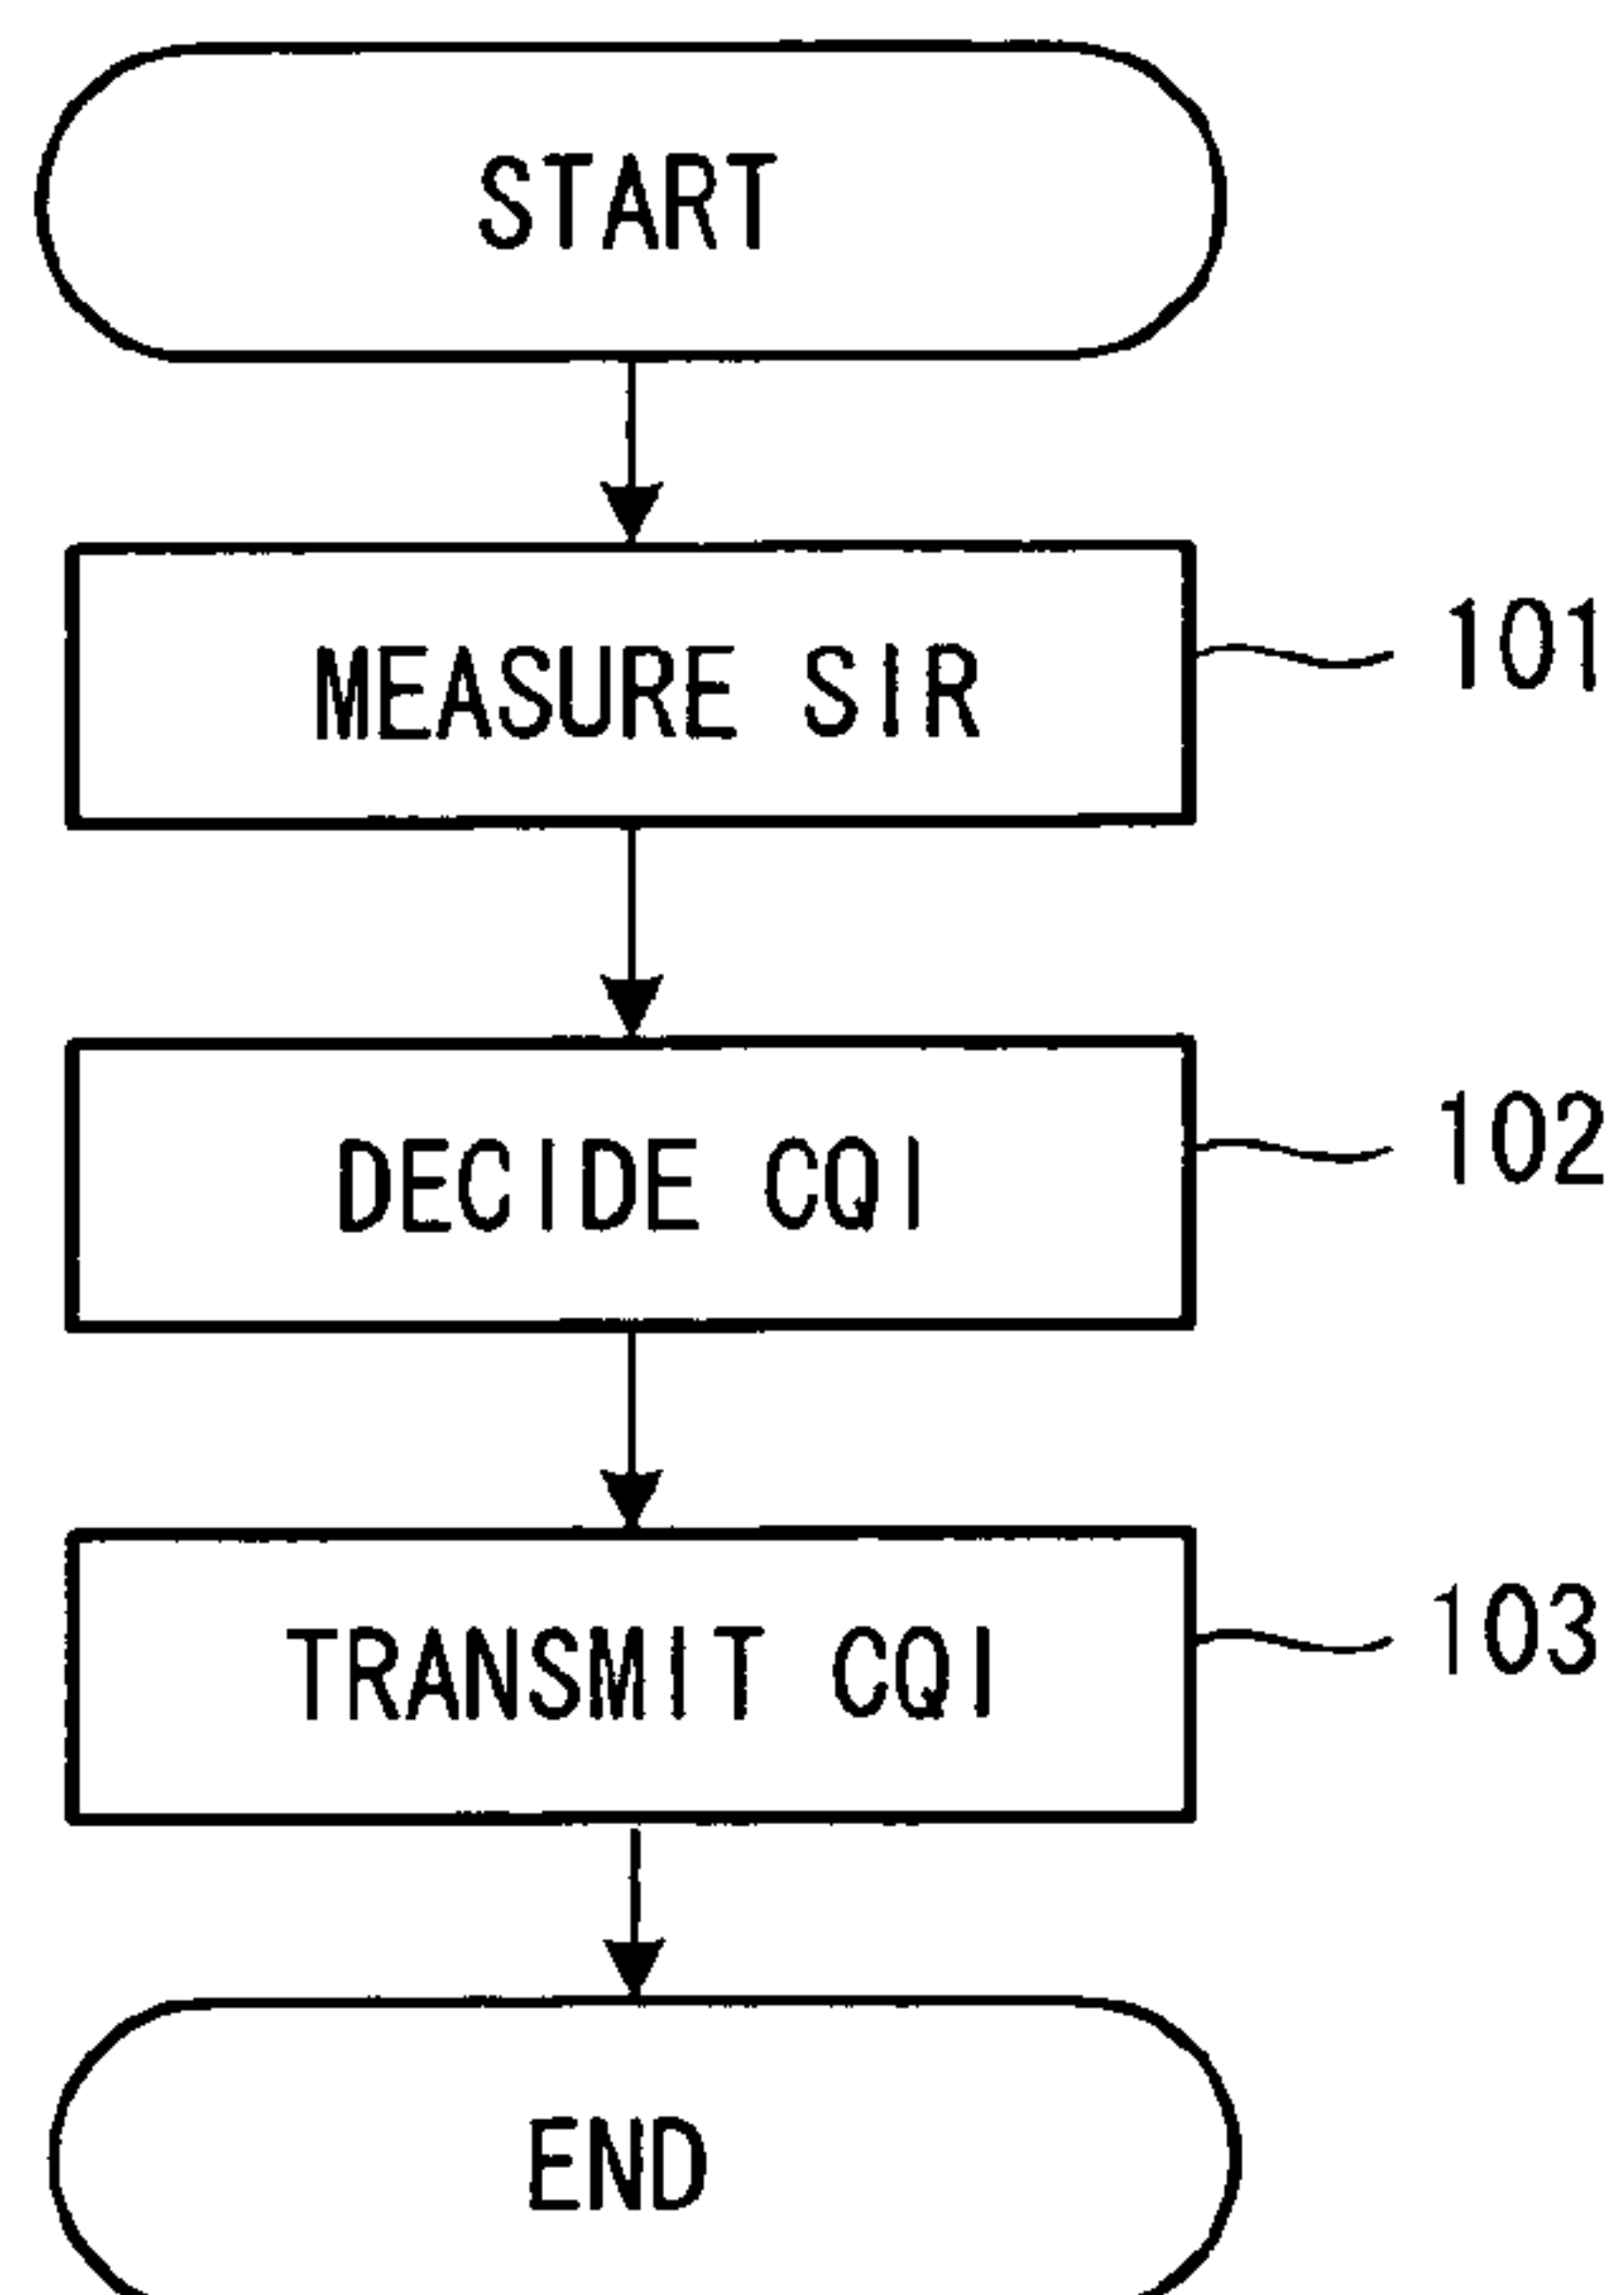 START
MEASURE SIR
101
DECIDE CQI
102
TRANSMIT CQI
103
END